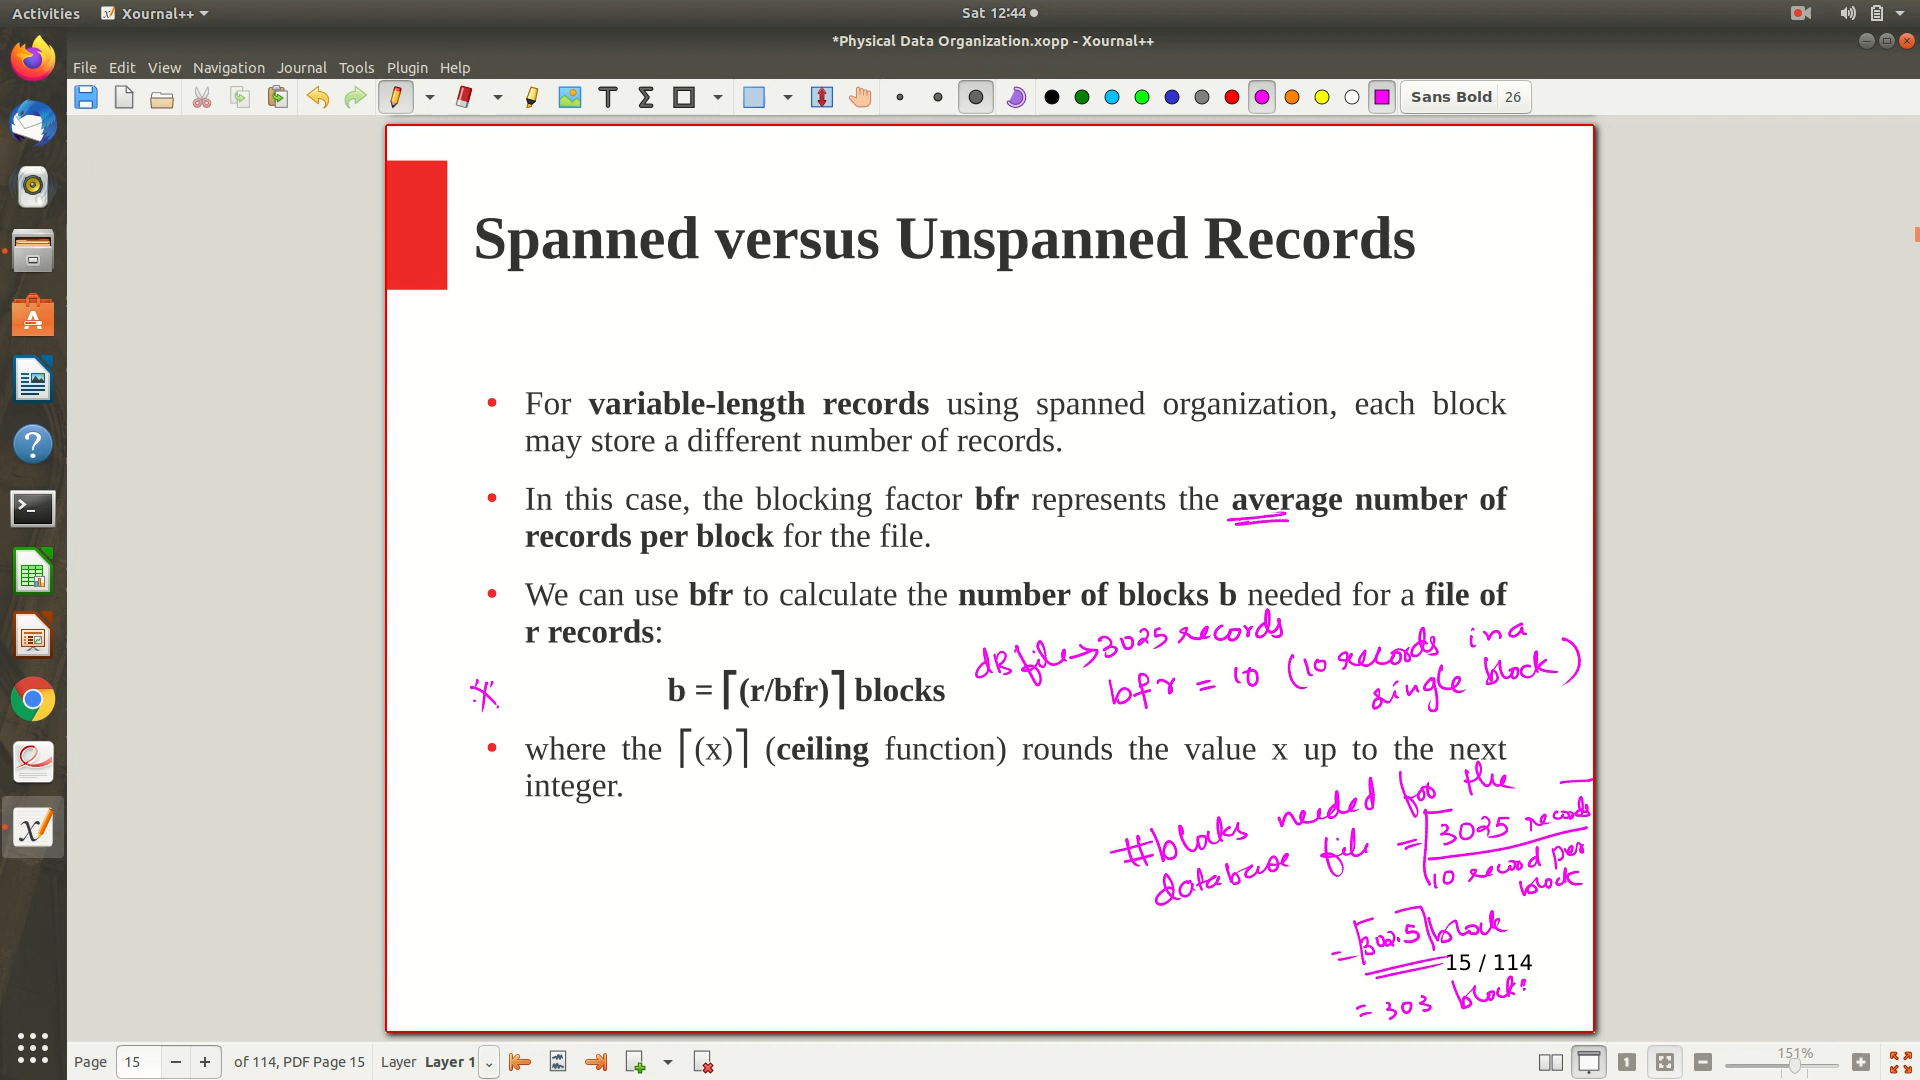 Activities Xournal++ Sat 12:44
*Physical Data Organization.xopp - Xournal++
File Edit View Navigation Journal Tools Plugin Help
Sans Bold 26
Spanned versus Unspanned Records
• For variable-length records using spanned organization, each block
may store a different number of records.
• In this case, the blocking factor bfr represents the average number of
records per block for the file.
• We can use bfr to calculate the number of blocks b needed for a file of
r records:
dB file → 3025 records
bfr = 10 (10 records in a
single block)
b = ⌈(r/bfr)⌉ blocks
• where the ⌈(x)⌉ (ceiling function) rounds the value x up to the next
integer.
#blocks needed for the
database file = ⌈3025 records
10 record per
block
= ⌈302.5⌉ block
15 / 114
= 303 blocks
Page 15 of 114, PDF Page 15 Layer Layer 1 151%